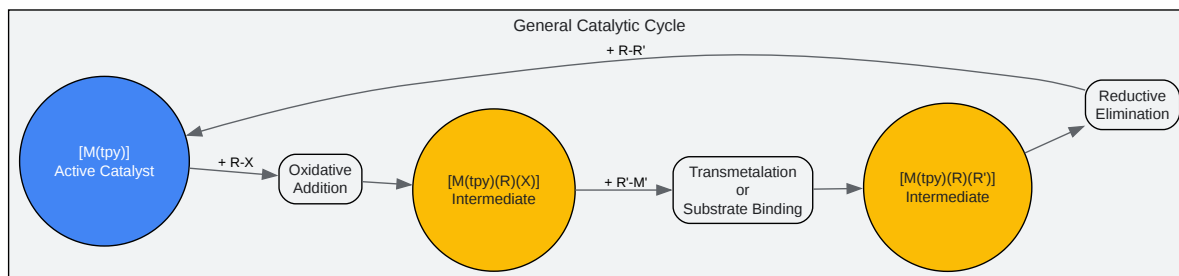 General Catalytic Cycle
+ R-R'
[M(tpy)]
Active Catalyst
+ R-X
Oxidative
Addition
[M(tpy)(R)(X)]
Intermediate
+ R'-M'
Transmetalation
or
Substrate Binding
[M(tpy)(R)(R')]
Intermediate
Reductive
Elimination